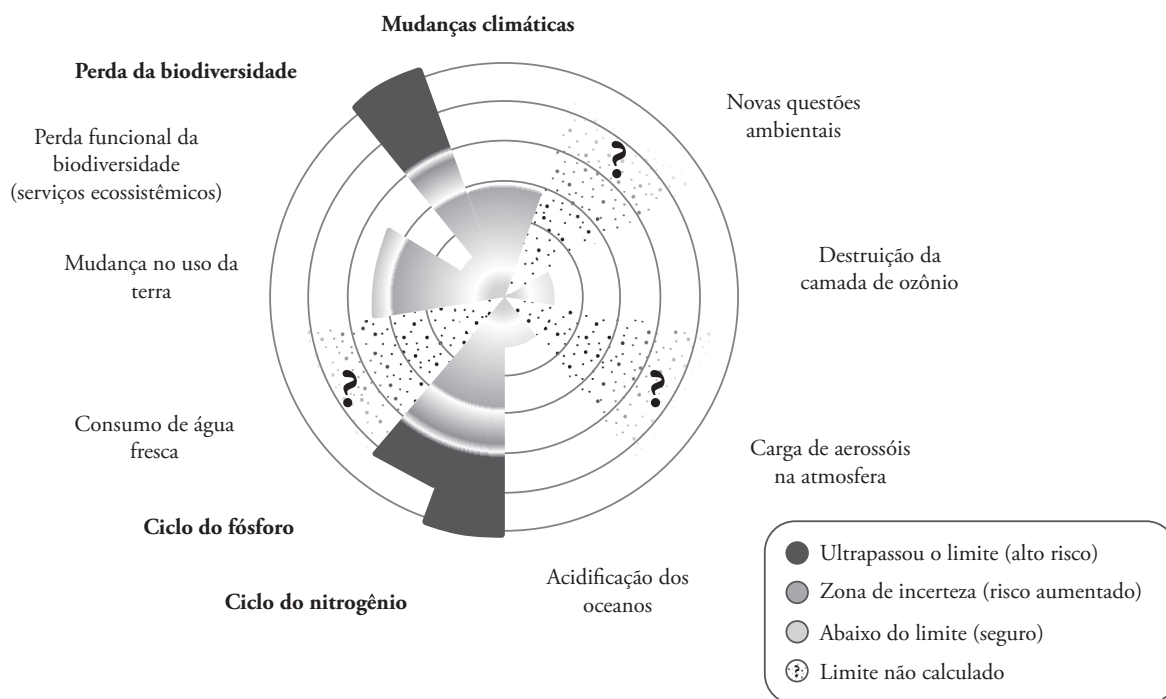 Mudanças climáticas
Perda da biodiversidade
Novas questões
ambientais
Perda funcional da
biodiversidade
(serviços ecossistêmicos)
?
Mudança no uso da
terra
Destruição da
camada de ozônio
?
?
Consumo de água
fresca
Carga de aerossóis
na atmosfera
Ciclo do fósforo
Ciclo do nitrogênio
Acidificação dos
oceanos
Ultrapassou o limite (alto risco)
Zona de incerteza (risco aumentado)
Abaixo do limite (seguro)
? Limite não calculado